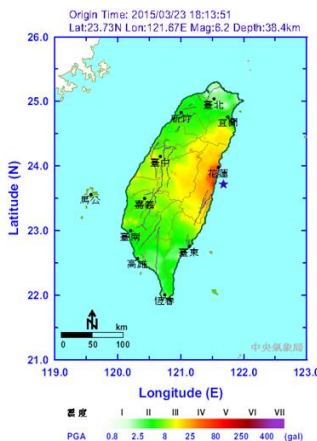 Origin Time: 2015/03/23 18:13:51
Lat:23.73N Lon:121.67E Mag:6.2 Depth:38.4km
26.0
25.0
24.0
23.0
22.0
21.0
Latitude (N)
臺北
新竹
宜蘭
臺中
花蓮
馬公
嘉義
臺南
高雄
臺東
恆春
N
km
0 50 100
中央氣象局
119.0 120.0 121.0 122.0 123.0
Longitude (E)
震度 I II III IV V VI VII
PGA 0.8 2.5 8 25 80 250 400 (gal)